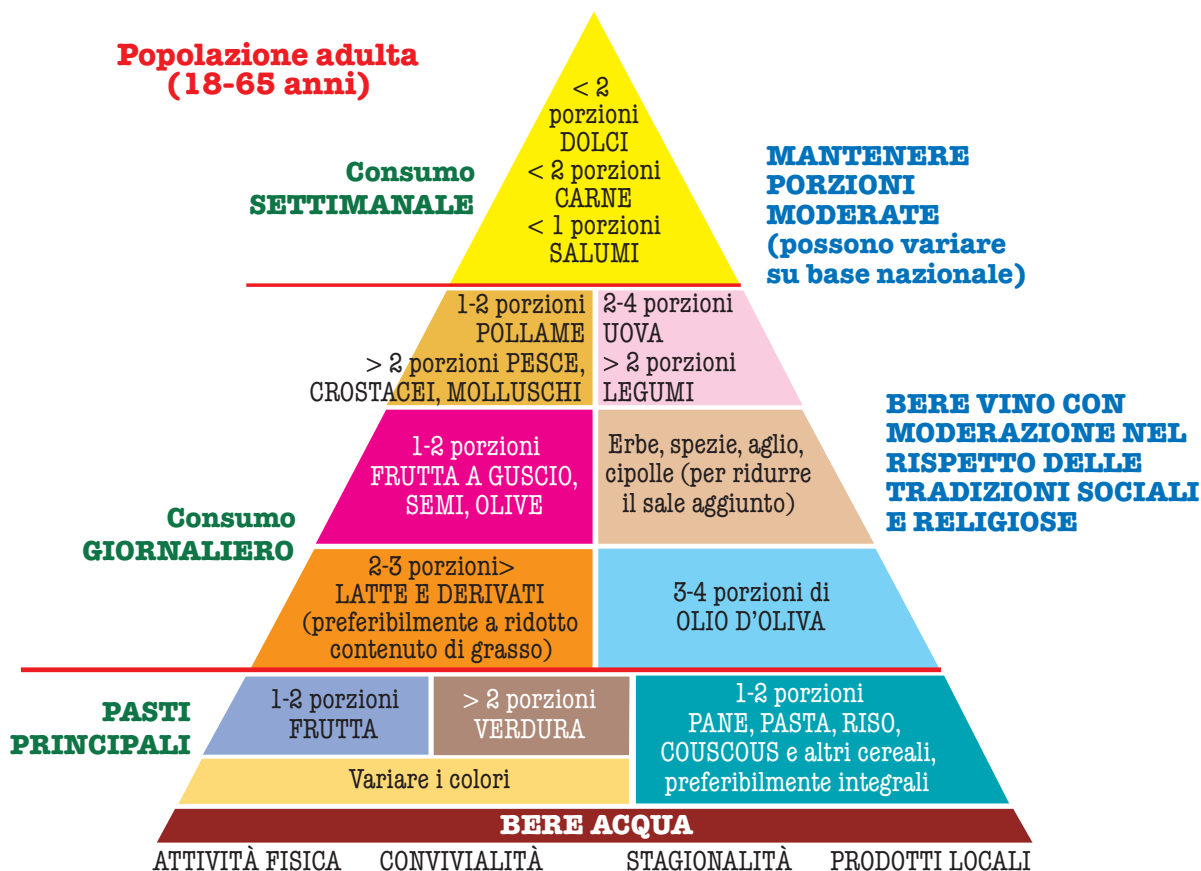 Popolazione adulta
(18-65 anni)
< 2
porzioni
DOLCI
< 2 porzioni
CARNE
< 1 porzioni
SALUMI
Consumo
SETTIMANALE
MANTENERE
PORZIONI
MODERATE
(possono variare
su base nazionale)
1-2 porzioni
POLLAME
> 2 porzioni PESCE,
CROSTACEI, MOLLUSCHI
2-4 porzioni
UOVA
> 2 porzioni
LEGUMI
BERE VINO CON
MODERAZIONE NEL
RISPETTO DELLE
TRADIZIONI SOCIALI
E RELIGIOSE
1-2 porzioni
FRUTTA A GUSCIO,
SEMI, OLIVE
Erbe, spezie, aglio,
cipolle (per ridurre
il sale aggiunto)
Consumo
GIORNALIERO
2-3 porzioni>
LATTE E DERIVATI
(preferibilmente a ridotto
contenuto di grasso)
3-4 porzioni di
OLIO D'OLIVA
PASTI
PRINCIPALI
1-2 porzioni
FRUTTA
> 2 porzioni
VERDURA
1-2 porzioni
PANE, PASTA, RISO,
COUSCOUS e altri cereali,
preferibilmente integrali
Variare i colori
BERE ACQUA
ATTIVITÀ FISICA CONVIVIALITÀ STAGIONALITÀ PRODOTTI LOCALI